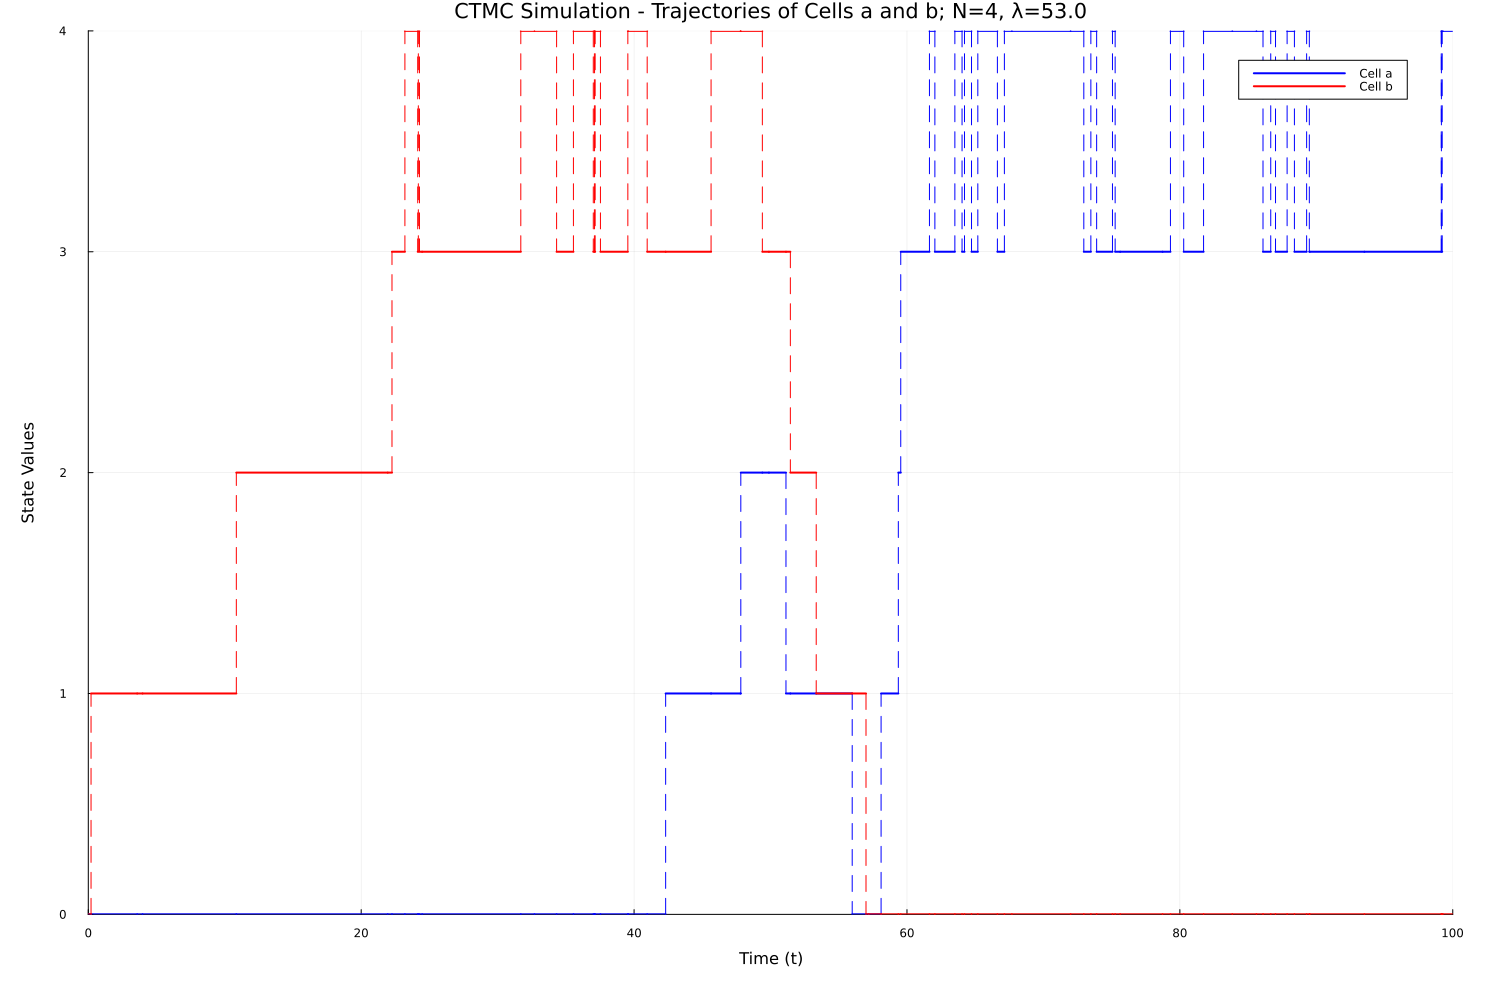 CTMC Simulation - Trajectories of Cells a and b; N=4, λ=53.0
4
Cell a
Cell b
3
State Values
2
1
0
0 20 40 60 80 100
Time (t)